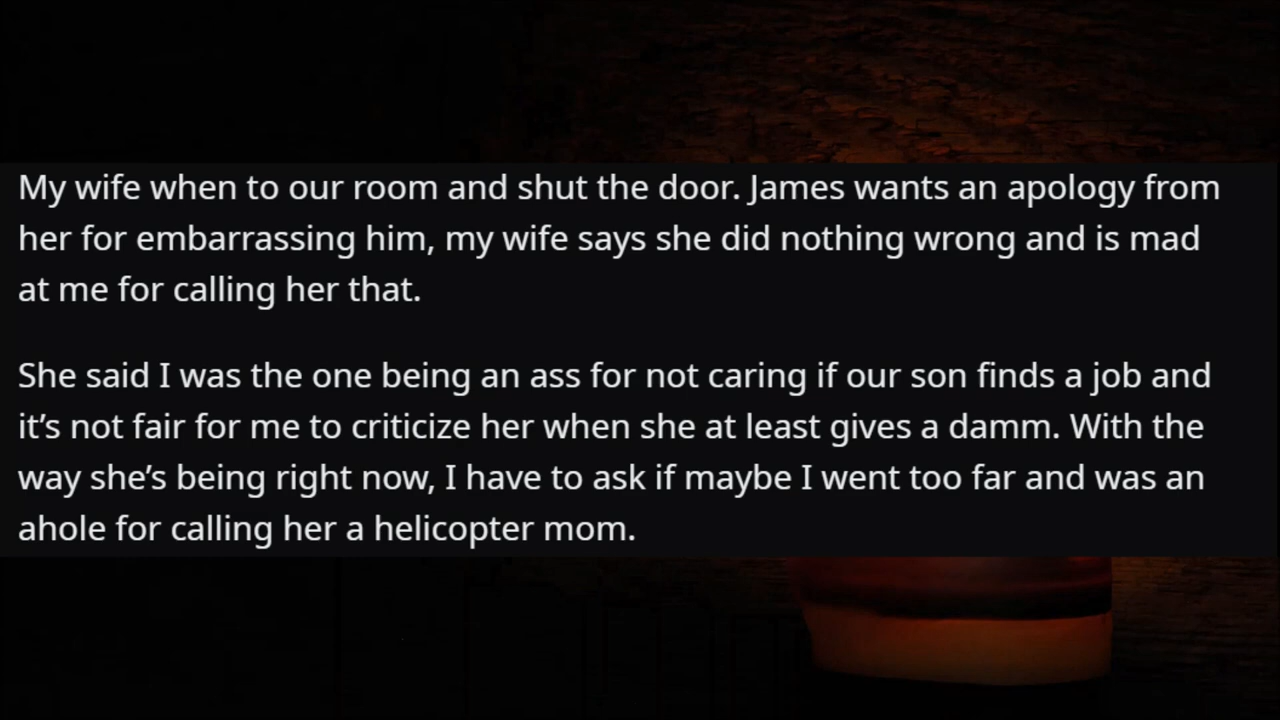 My wife when to our room and shut the door. James wants an apology from
her for embarrassing him, my wife says she did nothing wrong and is mad
at me for calling her that.
She said I was the one being an ass for not caring if our son finds a job and
it’s not fair for me to criticize her when she at least gives a damm. With the
way she’s being right now, I have to ask if maybe I went too far and was an
ahole for calling her a helicopter mom.